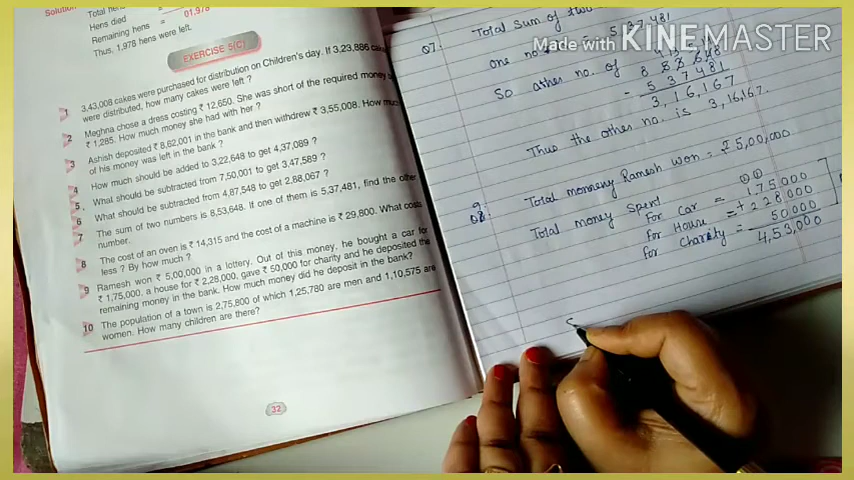 Solution
Total hens
Hens died
Remaining hens = 01,978
Thus, 1,978 hens were left.
EXERCISE 5(C)
1 3,43,008 cakes were purchased for distribution on Children's day. If 3,23,886 cakes
were distributed, how many cakes were left ?
2 Meghna chose a dress costing ₹ 12,650. She was short of the required money
₹ 1,285. How much money she had with her ?
3 Ashish deposited ₹ 8,62,001 in the bank and then withdrew ₹ 3,55,008. How much
of his money was left in the bank ?
4 How much should be added to 3,22,648 to get 4,37,089 ?
5 What should be subtracted from 7,50,001 to get 3,47,589 ?
6 What should be subtracted from 4,87,548 to get 2,88,067 ?
7 The sum of two numbers is 8,53,648. If one of them is 5,37,481, find the other
number.
8 The cost of an oven is ₹ 14,315 and the cost of a machine is ₹ 29,800. What costs
less ? By how much ?
9 Ramesh won ₹ 5,00,000 in a lottery. Out of this money, he bought a car for
₹ 1,75,000, a house for ₹ 2,28,000, gave ₹ 50,000 for charity and he deposited the
remaining money in the bank. How much money did he deposit in the bank?
10 The population of a town is 2,75,800 of which 1,25,780 are men and 1,10,575 are
women. How many children are there?
32
Made with KINEMASTER
Q7. Total Sum of two
one no. = 5,37,481
So other no. of
- 5 3 7 4 8 1
3,1 6,1 6 7
Thus the other no. is 3,16,167.
9
Q8. Total monneny Ramesh won = ₹ 5,00,000
Total money Spent
for Car = 1,75,000
for House = + 2 2 8,000
for Charity = 50000
4,53,000